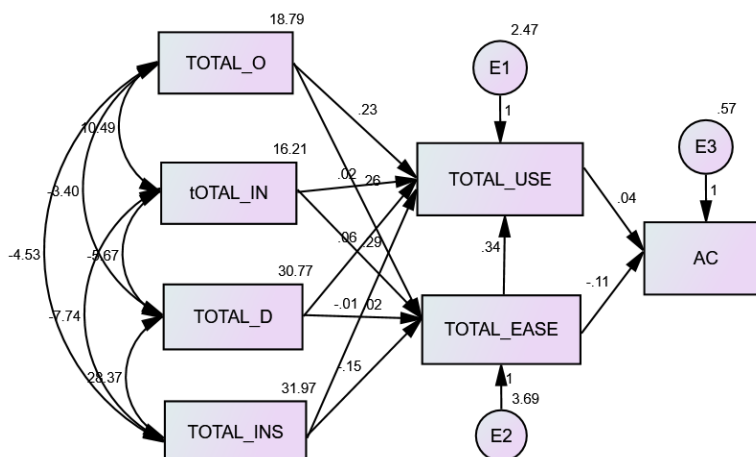 18.79
TOTAL_O
2.47
E1
1
.57
E3
1
10.49
.23
16.21
tOTAL_IN
.02
.26
TOTAL_USE
.04
-3.40
-4.53
-5.67
.06
.29
.34
AC
-.11
30.77
TOTAL_D
-.01
.02
TOTAL_EASE
-7.74
28.37
-.15
31.97
TOTAL_INS
1
3.69
E2